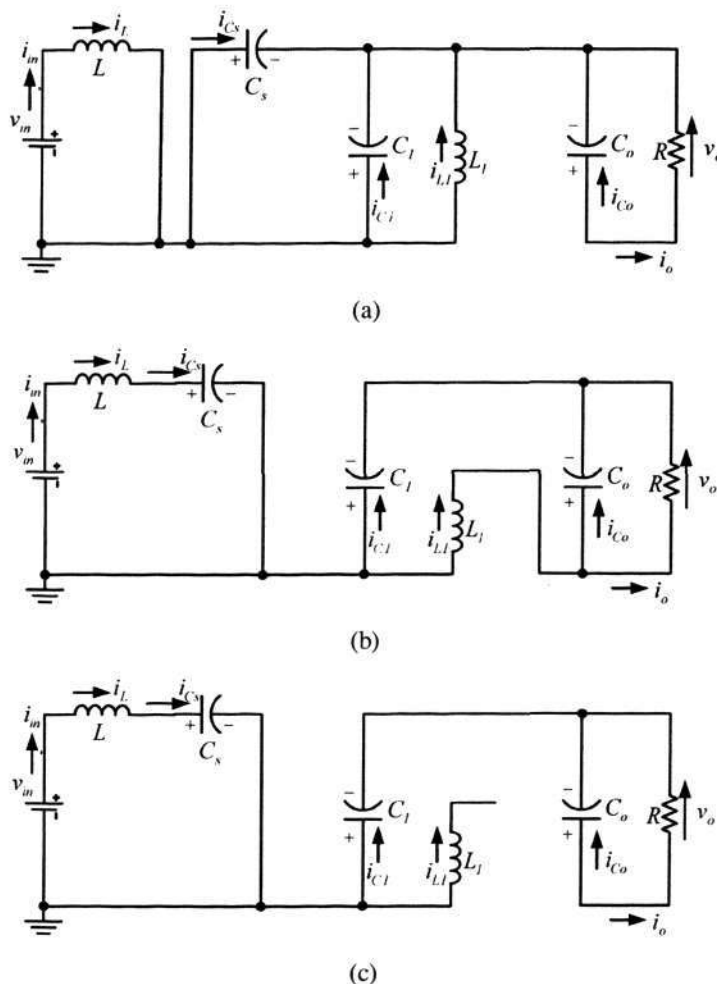 i_L
i_in
L
v_in
+
-
i_Cs
+ −
C_s
−
C_1
+
i_C1
i_L1
L_1
−
C_o
+
i_Co
R
v
i_o
(a)
i_L
i_in
L
v_in
+
-
i_Cs
+ −
C_s
−
C_1
+
i_C1
i_L1
L_1
−
C_o
+
i_Co
R
v_o
i_o
(b)
i_L
i_in
L
v_in
+
-
i_Cs
+ −
C_s
−
C_1
+
i_C1
i_L1
L_1
−
C_o
+
i_Co
R
v_o
i_o
(c)